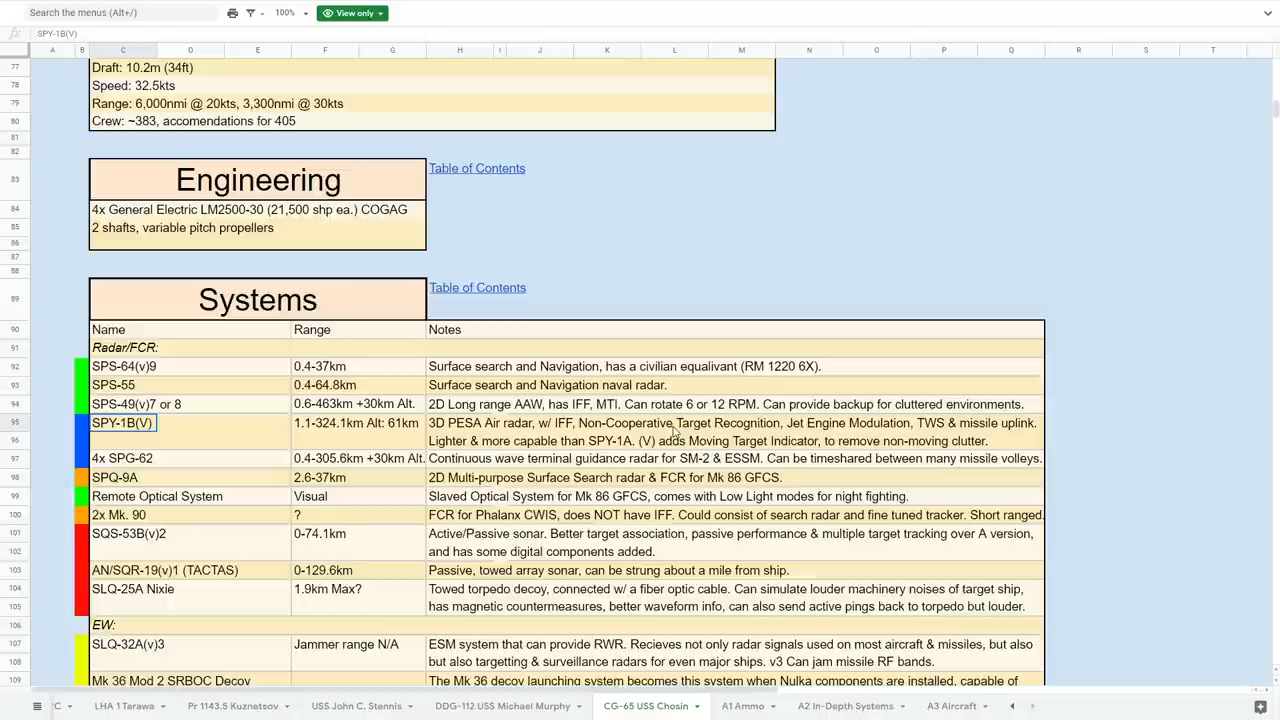 Search the menus (Alt+/)
100%
View only
SPY-1B(V)
A B C D E F G H I J K L M N O P Q R S T
77 Draft: 10.2m (34ft)
78 Speed: 32.5kts
79 Range: 6,000nmi @ 20kts, 3,300nmi @ 30kts
80 Crew: ~383, accomendations for 405
81
82
83 Engineering Table of Contents
84 4x General Electric LM2500-30 (21,500 shp ea.) COGAG
85 2 shafts, variable pitch propellers
86
87
88
89 Systems Table of Contents
90 Name Range Notes
91 Radar/FCR:
92 SPS-64(v)9 0.4-37km Surface search and Navigation, has a civilian equalivant (RM 1220 6X).
93 SPS-55 0.4-64.8km Surface search and Navigation naval radar.
94 SPS-49(v)7 or 8 0.6-463km +30km Alt. 2D Long range AAW, has IFF, MTI. Can rotate 6 or 12 RPM. Can provide backup for cluttered environments.
95 SPY-1B(V) 1.1-324.1km Alt: 61km 3D PESA Air radar, w/ IFF, Non-Cooperative Target Recognition, Jet Engine Modulation, TWS & missile uplink.
96 Lighter & more capable than SPY-1A. (V) adds Moving Target Indicator, to remove non-moving clutter.
97 4x SPG-62 0.4-305.6km +30km Alt. Continuous wave terminal guidance radar for SM-2 & ESSM. Can be timeshared between many missile volleys.
98 SPQ-9A 2.6-37km 2D Multi-purpose Surface Search radar & FCR for Mk 86 GFCS.
99 Remote Optical System Visual Slaved Optical System for Mk 86 GFCS, comes with Low Light modes for night fighting.
100 2x Mk. 90 ? FCR for Phalanx CWIS, does NOT have IFF. Could consist of search radar and fine tuned tracker. Short ranged.
101 SQS-53B(v)2 0-74.1km Active/Passive sonar. Better target association, passive performance & multiple target tracking over A version,
102 and has some digital components added.
103 AN/SQR-19(v)1 (TACTAS) 0-129.6km Passive, towed array sonar, can be strung about a mile from ship.
104 SLQ-25A Nixie 1.9km Max? Towed torpedo decoy, connected w/ a fiber optic cable. Can simulate louder machinery noises of target ship,
105 has magnetic countermeasures, better waveform info, can also send active pings back to torpedo but louder.
106 EW:
107 SLQ-32A(v)3 Jammer range N/A ESM system that can provide RWR. Recieves not only radar signals used on most aircraft & missiles, but also
108 but also targetting & surveillance radars for even major ships. v3 Can jam missile RF bands.
109 Mk 36 Mod 2 SRBOC Decoy The Mk 36 decoy launching system becomes this system when Nulka components are installed, capable of
°C LHA 1 Tarawa Pr 1143.5 Kuznetsov USS John C. Stennis DDG-112 USS Michael Murphy CG-65 USS Chosin A1 Ammo A2 In-Depth Systems A3 Aircraft